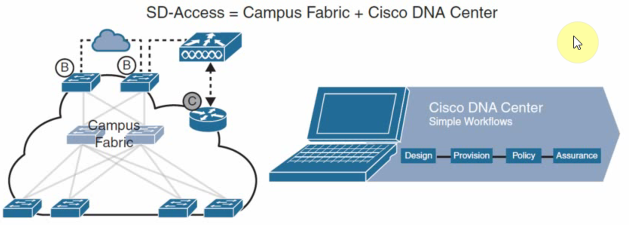 SD-Access = Campus Fabric + Cisco DNA Center
B
B
C
Campus
Fabric
Cisco DNA Center
Simple Workflows
Design
Provision
Policy
Assurance